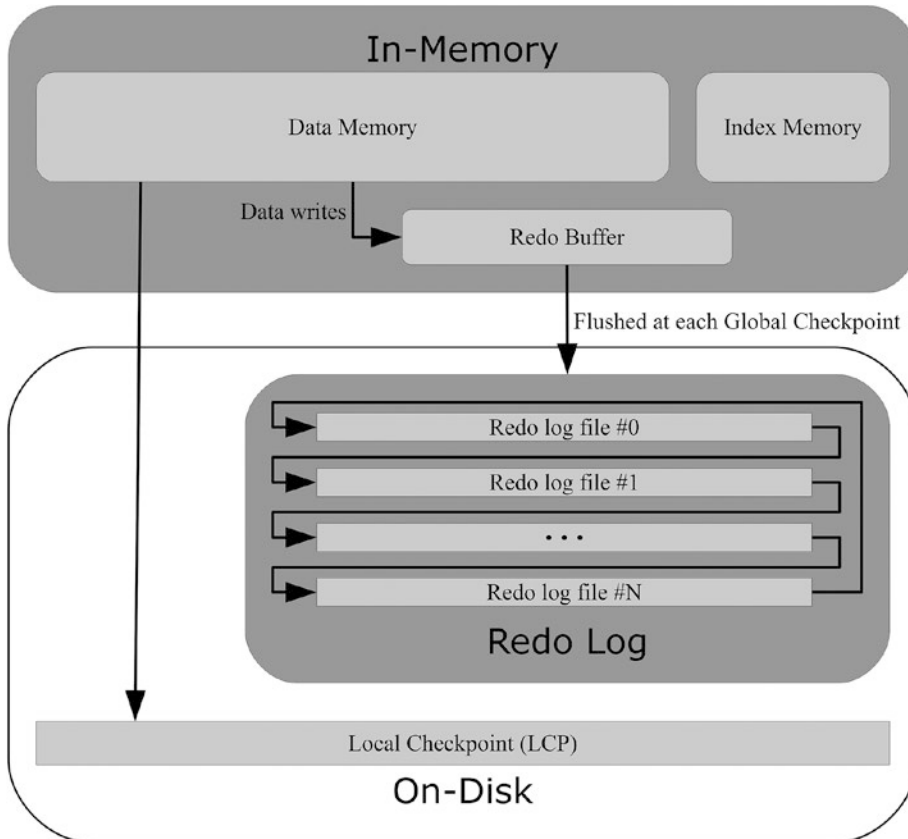 In-Memory
Data Memory
Index Memory
Data writes
Redo Buffer
Flushed at each Global Checkpoint
Redo log file #0
Redo log file #1
...
Redo log file #N
Redo Log
Local Checkpoint (LCP)
On-Disk